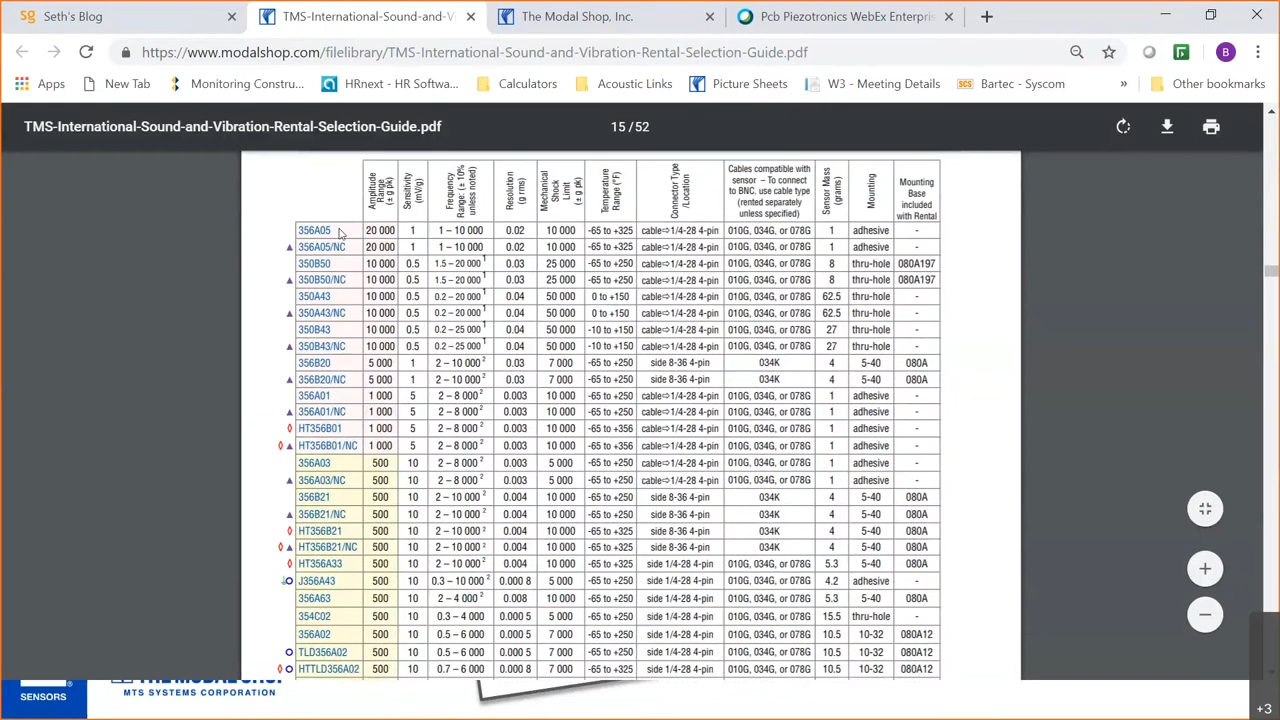 Seth's Blog
TMS-International-Sound-and-V
The Modal Shop, Inc.
Pcb Piezotronics WebEx Enterpris
https://www.modalshop.com/filelibrary/TMS-International-Sound-and-Vibration-Rental-Selection-Guide.pdf
B
Apps
New Tab
Monitoring Constru...
HRnext - HR Softwa...
Calculators
Acoustic Links
Picture Sheets
W3 - Meeting Details
SCS Bartec - Syscom
»
Other bookmarks
TMS-International-Sound-and-Vibration-Rental-Selection-Guide.pdf
15 / 52
Amplitude Range (± g pk)
Sensitivity (mV/g)
Frequency Range: (± 10% unless noted)
Resolution (g rms)
Mechanical Shock Limit (± g pk)
Temperature Range (°F)
Connector Type /Location
Cables compatible with sensor – To connect to BNC, use cable type (rented separately unless specified)
Sensor Mass (grams)
Mounting
Mounting Base included with Rental
356A05 20 000 1 1 – 10 000 0.02 10 000 -65 to +325 cable⇨1/4-28 4-pin 010G, 034G, or 078G 1 adhesive -
▲ 356A05/NC 20 000 1 1 – 10 000 0.02 10 000 -65 to +325 cable⇨1/4-28 4-pin 010G, 034G, or 078G 1 adhesive -
350B50 10 000 0.5 1.5 – 20 000¹ 0.03 25 000 -65 to +250 cable⇨1/4-28 4-pin 010G, 034G, or 078G 8 thru-hole 080A197
▲ 350B50/NC 10 000 0.5 1.5 – 20 000¹ 0.03 25 000 -65 to +250 cable⇨1/4-28 4-pin 010G, 034G, or 078G 8 thru-hole 080A197
350A43 10 000 0.5 0.2 – 20 000¹ 0.04 50 000 0 to +150 cable⇨1/4-28 4-pin 010G, 034G, or 078G 62.5 thru-hole -
▲ 350A43/NC 10 000 0.5 0.2 – 20 000¹ 0.04 50 000 0 to +150 cable⇨1/4-28 4-pin 010G, 034G, or 078G 62.5 thru-hole -
350B43 10 000 0.5 0.2 – 25 000¹ 0.04 50 000 -10 to +150 cable⇨1/4-28 4-pin 010G, 034G, or 078G 27 thru-hole -
▲ 350B43/NC 10 000 0.5 0.2 – 25 000¹ 0.04 50 000 -10 to +150 cable⇨1/4-28 4-pin 010G, 034G, or 078G 27 thru-hole -
356B20 5 000 1 2 – 10 000² 0.03 7 000 -65 to +250 side 8-36 4-pin 034K 4 5-40 080A
▲ 356B20/NC 5 000 1 2 – 10 000² 0.03 7 000 -65 to +250 side 8-36 4-pin 034K 4 5-40 080A
356A01 1 000 5 2 – 8 000² 0.003 10 000 -65 to +250 cable⇨1/4-28 4-pin 010G, 034G, or 078G 1 adhesive -
▲ 356A01/NC 1 000 5 2 – 8 000² 0.003 10 000 -65 to +250 cable⇨1/4-28 4-pin 010G, 034G, or 078G 1 adhesive -
◊ HT356B01 1 000 5 2 – 8 000² 0.003 10 000 -65 to +356 cable⇨1/4-28 4-pin 010G, 034G, or 078G 1 adhesive -
◊ ▲ HT356B01/NC 1 000 5 2 – 8 000² 0.003 10 000 -65 to +356 cable⇨1/4-28 4-pin 010G, 034G, or 078G 1 adhesive -
356A03 500 10 2 – 8 000² 0.003 5 000 -65 to +250 cable⇨1/4-28 4-pin 010G, 034G, or 078G 1 adhesive -
▲ 356A03/NC 500 10 2 – 8 000² 0.003 5 000 -65 to +250 cable⇨1/4-28 4-pin 010G, 034G, or 078G 1 adhesive -
356B21 500 10 2 – 10 000² 0.004 10 000 -65 to +250 side 8-36 4-pin 034K 4 5-40 080A
▲ 356B21/NC 500 10 2 – 10 000² 0.004 10 000 -65 to +250 side 8-36 4-pin 034K 4 5-40 080A
◊ HT356B21 500 10 2 – 10 000² 0.004 10 000 -65 to +325 side 8-36 4-pin 034K 4 5-40 080A
◊ ▲ HT356B21/NC 500 10 2 – 10 000² 0.004 10 000 -65 to +325 side 8-36 4-pin 034K 4 5-40 080A
◊ HT356A33 500 10 2 – 10 000² 0.004 10 000 -65 to +325 side 1/4-28 4-pin 010G, 034G, or 078G 5.3 5-40 080A
J356A43 500 10 0.3 – 10 000² 0.000 8 5 000 -65 to +250 side 1/4-28 4-pin 010G, 034G, or 078G 4.2 adhesive -
356A63 500 10 2 – 4 000² 0.008 10 000 -65 to +250 side 1/4-28 4-pin 010G, 034G, or 078G 5.3 5-40 080A
354C02 500 10 0.3 – 4 000 0.000 5 5 000 -65 to +250 side 1/4-28 4-pin 010G, 034G, or 078G 15.5 thru-hole -
356A02 500 10 0.5 – 6 000 0.000 5 7 000 -65 to +250 side 1/4-28 4-pin 010G, 034G, or 078G 10.5 10-32 080A12
TLD356A02 500 10 0.5 – 6 000 0.000 5 7 000 -65 to +250 side 1/4-28 4-pin 010G, 034G, or 078G 10.5 10-32 080A12
◊ HTTLD356A02 500 10 0.7 – 6 000 0.000 8 7 000 -65 to +325 side 1/4-28 4-pin 010G, 034G, or 078G 10.5 10-32 080A12
SENSORS
THE MODAL SHOP
MTS SYSTEMS CORPORATION
+3